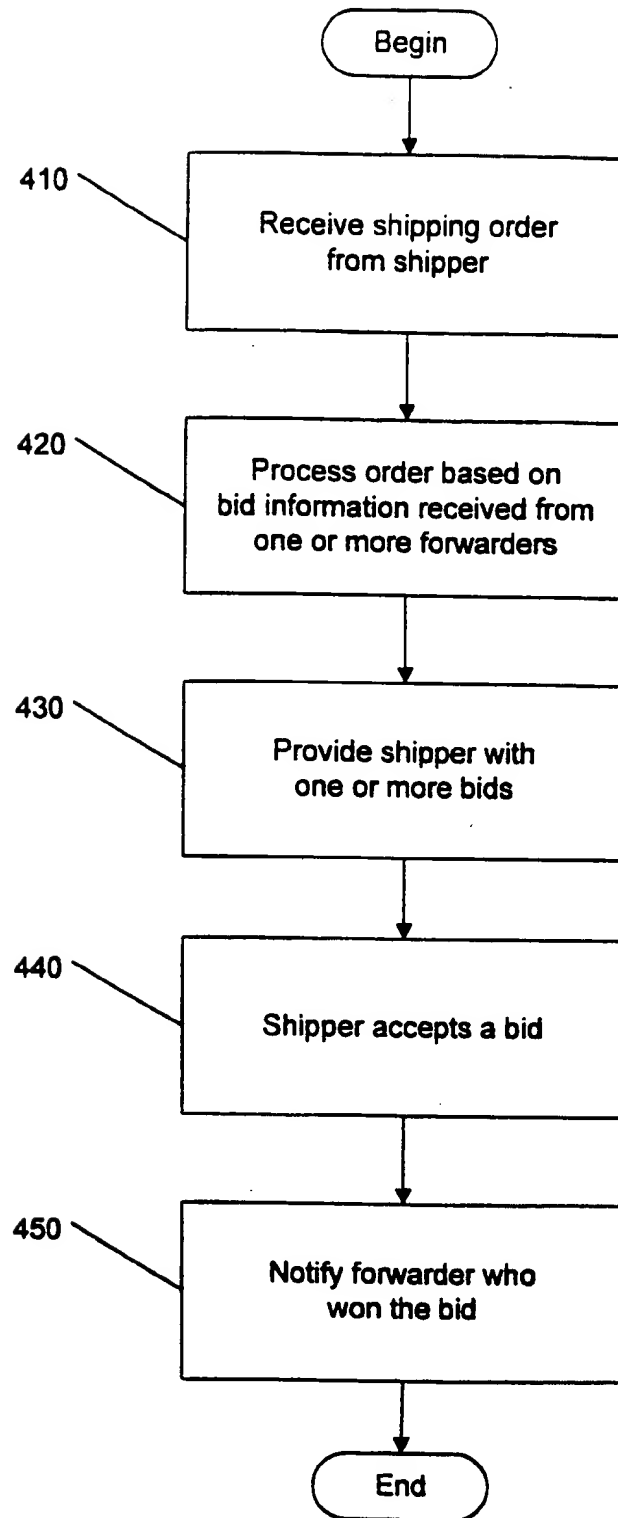 Begin
410
Receive shipping order
from shipper
420
Process order based on
bid information received from
one or more forwarders
430
Provide shipper with
one or more bids
440
Shipper accepts a bid
450
Notify forwarder who
won the bid
End